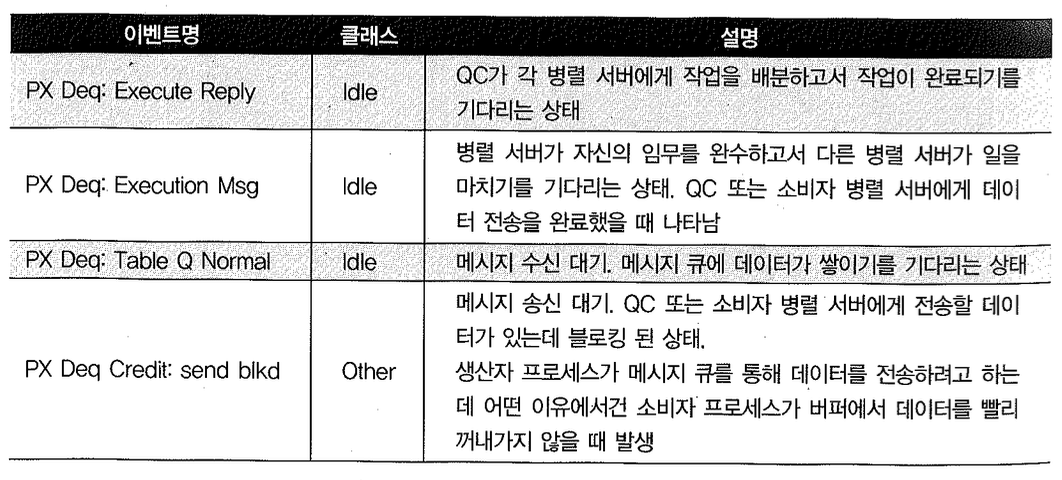 이벤트명 클래스 설명
PX Deq: Execute Reply Idle QC가 각 병렬 서버에게 작업을 배분하고서 작업이 완료되기를
기다리는 상태
PX Deq: Execution Msg Idle 병렬 서버가 자신의 임무를 완수하고서 다른 병렬 서버가 일을
마치기를 기다리는 상태. QC 또는 소비자 병렬 서버에게 데이
터 전송을 완료했을 때 나타남
PX Deq: Table Q Normal Idle 메시지 수신 대기. 메시지 큐에 데이터가 쌓이기를 기다리는 상태
PX Deq Credit: send blkd Other 메시지 송신 대기. QC 또는 소비자 병렬 서버에게 전송할 데이
터가 있는데 블로킹 된 상태.
생산자 프로세스가 메시지 큐를 통해 데이터를 전송하려고 하는
데 어떤 이유에서건 소비자 프로세스가 버퍼에서 데이터를 빨리
꺼내가지 않을 때 발생